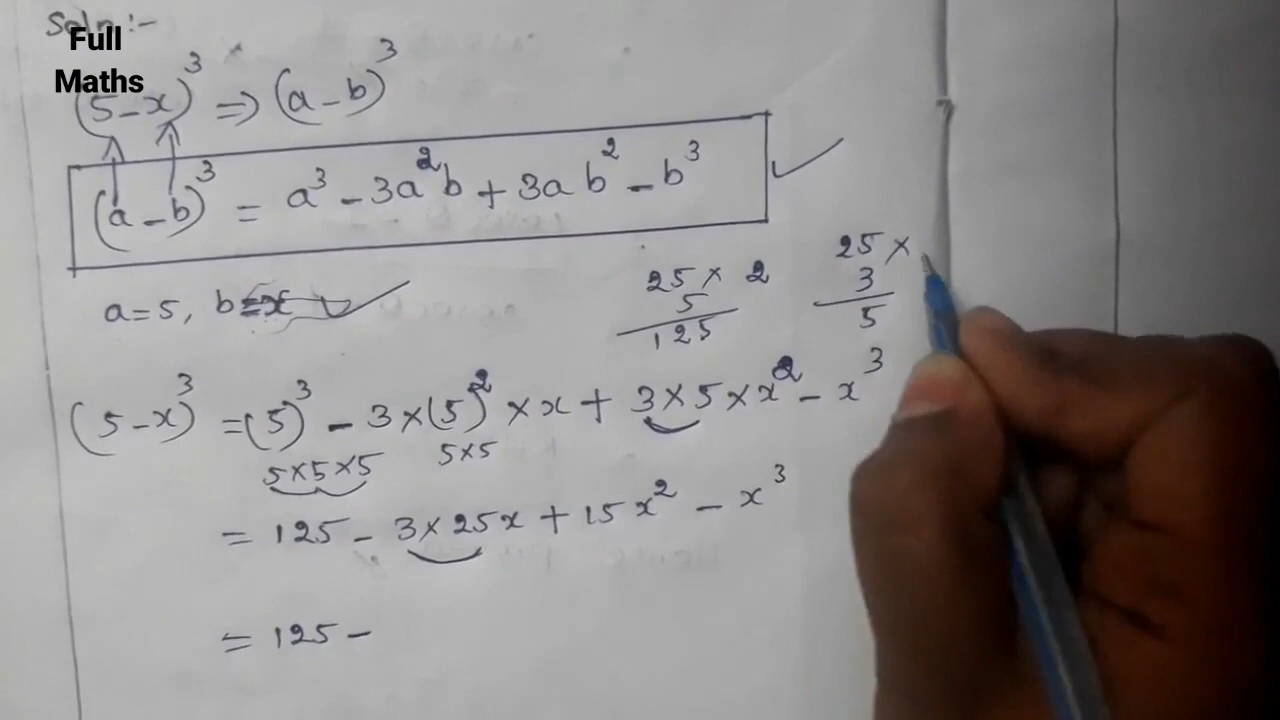 Soln :-
Full
Maths
(5-x)³ ⇒ (a-b)³
(a-b)³ = a³ - 3a²b + 3ab² - b³
a=5, b=x
25× 2
5
125
25×
3
5
(5-x)³ = (5)³ - 3×(5)² × x + 3×5×x² - x³
5×5×5 5×5
= 125 - 3×25x + 15x² - x³
= 125 -